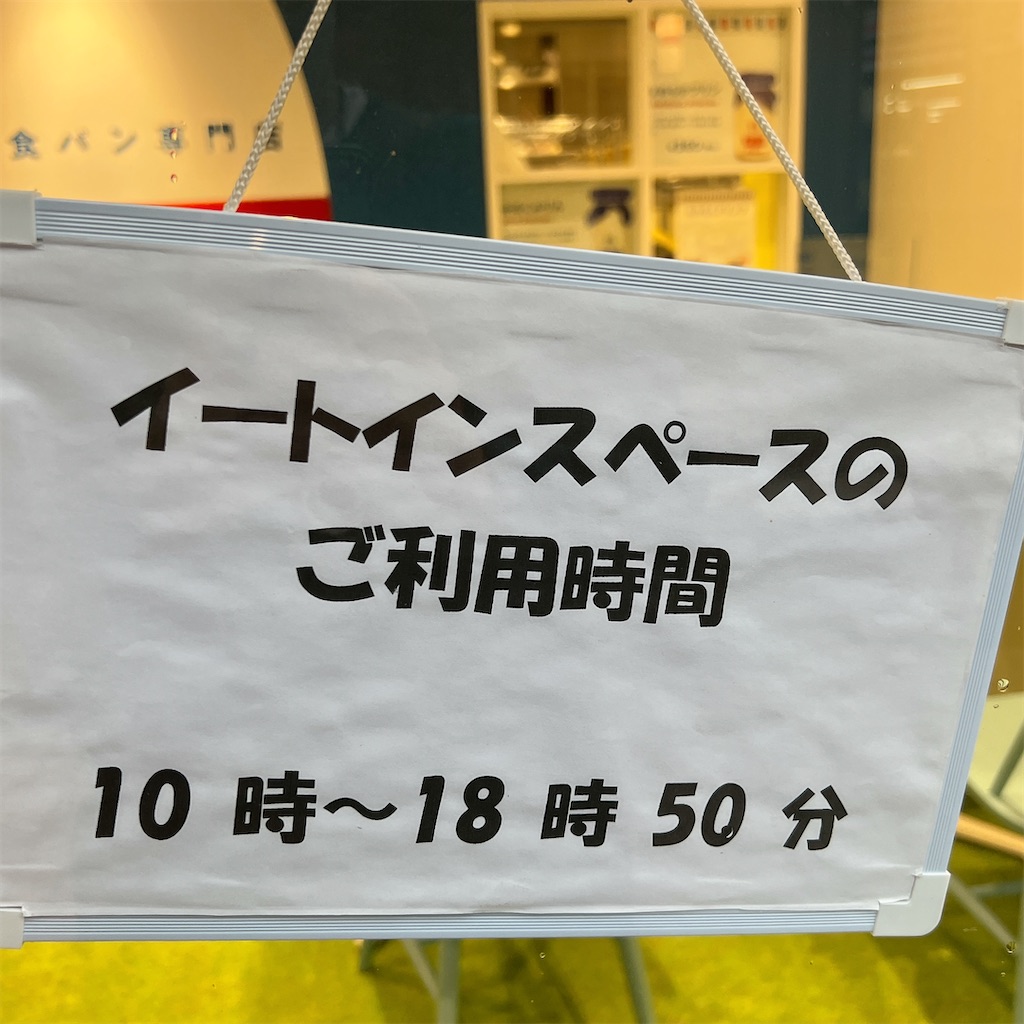 食パン専門店
イートインスペースの
ご利用時間
10 時～18 時 50 分